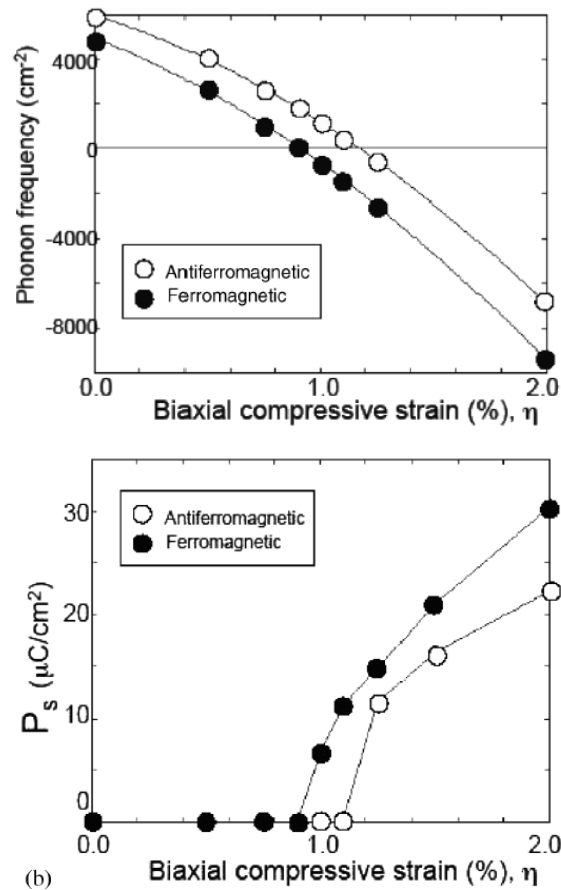 4000
0
-4000
-8000
Phonon frequency (cm-2)
Antiferromagnetic
Ferromagnetic
0.0 1.0 2.0
Biaxial compressive strain (%), η
30
20
10
0
Ps (μC/cm2)
Antiferromagnetic
Ferromagnetic
0.0 1.0 2.0
(b) Biaxial compressive strain (%), η